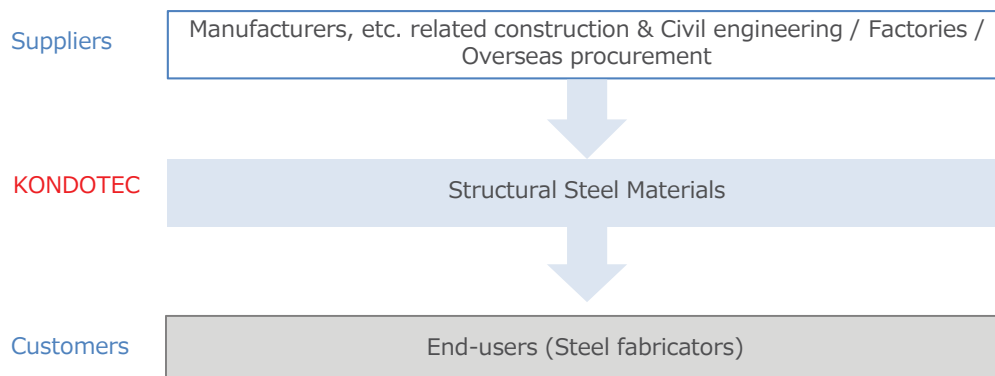 Suppliers
Manufacturers, etc. related construction & Civil engineering / Factories /
Overseas procurement
KONDOTEC
Structural Steel Materials
Customers
End-users (Steel fabricators)